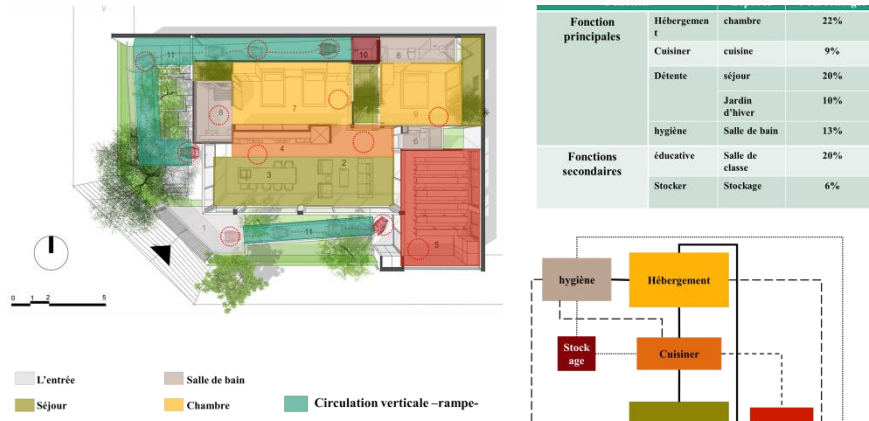 11
10
6
8
7
9
4
6
3
2
1
11
5
0 1 2 5
L'entrée
Salle de bain
Séjour
Chambre
Circulation verticale –rampe-
Fonction principales
Hébergemen
t
chambre
22%
Cuisiner
cuisine
9%
Détente
séjour
20%
Jardin
d'hiver
10%
hygiène
Salle de bain
13%
Fonctions
secondaires
éducative
Salle de
classe
20%
Stocker
Stockage
6%
hygiène
Hébergement
Stock
age
Cuisiner